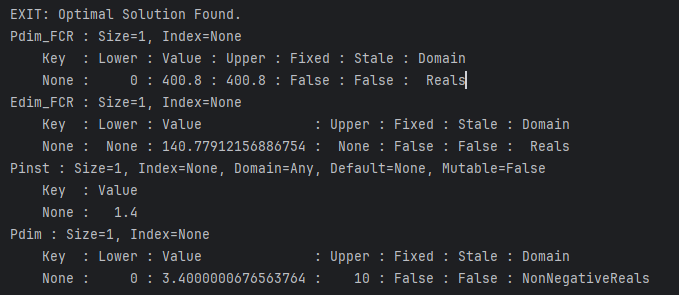 EXIT: Optimal Solution Found.
Pdim_FCR : Size=1, Index=None
    Key  : Lower : Value : Upper : Fixed : Stale : Domain
    None :     0 : 400.8 : 400.8 : False : False :  Reals
Edim_FCR : Size=1, Index=None
    Key  : Lower : Value              : Upper : Fixed : Stale : Domain
    None :  None : 140.77912156886754 :  None : False : False :  Reals
Pinst : Size=1, Index=None, Domain=Any, Default=None, Mutable=False
    Key  : Value
    None :   1.4
Pdim : Size=1, Index=None
    Key  : Lower : Value              : Upper : Fixed : Stale : Domain
    None :     0 : 3.4000000676563764 :    10 : False : False : NonNegativeReals